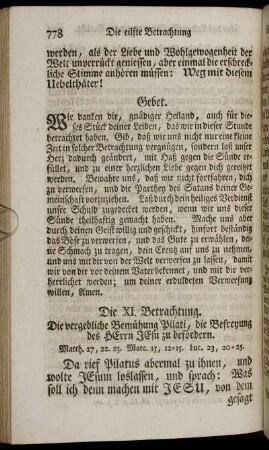 778 Die eilfte Betrachtung
werden, als der Liebe und Wohlgewogenheit der
Welt unverrückt geniessen, aber einmal die erschreck-
liche Stimme anhören müssen: Weg mit diesem
Uebelthäter!
Gebet.
Wir danken dir, gnädiger Heiland, auch für die-
ses Stück deiner Leiden, das wir in dieser Stunde
betrachtet haben. Gib, daß wir uns nicht nur eine kleine
Zeit in solcher Betrachtung vergnügen, sondern laß unser
Herz dadurch geändert, mit Haß gegen die Sünde er-
füllet, und zu einer herzlichen Liebe gegen dich gereitzet
werden. Bewahre uns, daß wir nicht fortfahren, dich
zu verwerfen, und die Parthey des Satans deiner Ge-
meinschaft vorzuziehen. Laß durch dein heiliges Verdienst
unser Schuld zugedecket werden, wenn wir uns dieser
Sünde theilhaftig gemacht haben. Mache uns aber
durch deinen Geist willig und geschickt, hinfort beständig
das Böse zu verwerfen, und das Gute zu erwählen, dei-
ne Schmach zu tragen, dein Creutz auf uns zu nehmen,
und uns mit dir von der Welt verwerfen zu lassen, damit
wir von dir vor deinem Vater bekennet, und mit dir ver-
herrlichet werden; um deiner erduldeten Verwerfung
willen, Amen.
Die XI. Betrachtung.
Die vergebliche Bemühung Pilati, die Befreyung
des HErrn JEsu zu befördern.
Matth. 27, 22. 23. Marc. 15, 12-15. Luc. 23, 20-25.
Da rief Pilatus abermal zu ihnen, und
wolte JEsum loslassen, und sprach: Was
soll ich denn machen mit JESU, von dem
gesagt